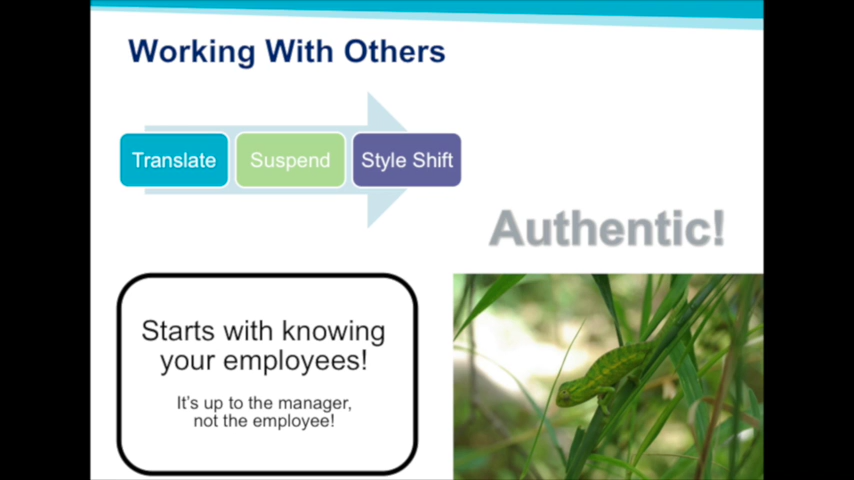 Working With Others
Translate
Suspend
Style Shift
Authentic!
Starts with knowing
your employees!
It's up to the manager,
not the employee!